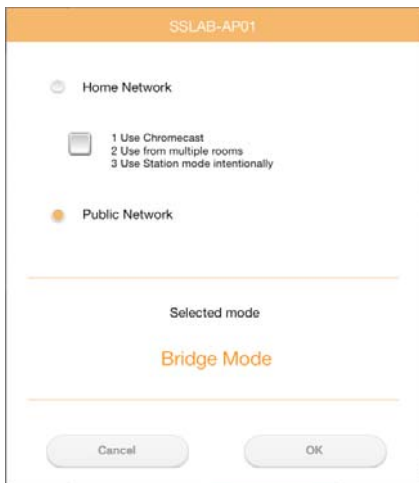 SSLAB-AP01
Home Network
1 Use Chromecast
2 Use from multiple rooms
3 Use Station mode intentionally
Public Network
Selected mode
Bridge Mode
Cancel
OK